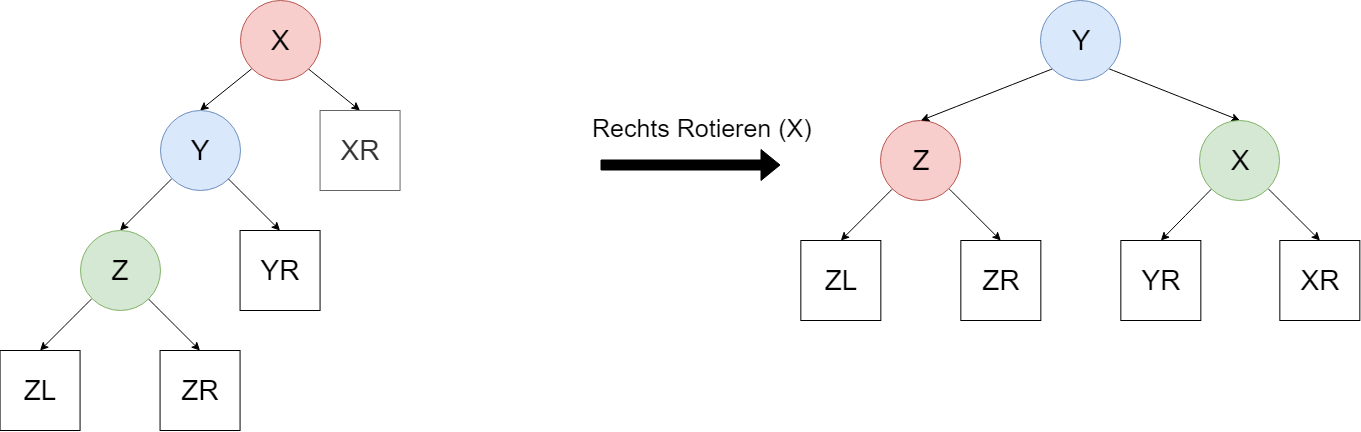 X
Y
XR
Z
YR
ZL
ZR
Rechts Rotieren (X)
Y
Z
X
ZL
ZR
YR
XR